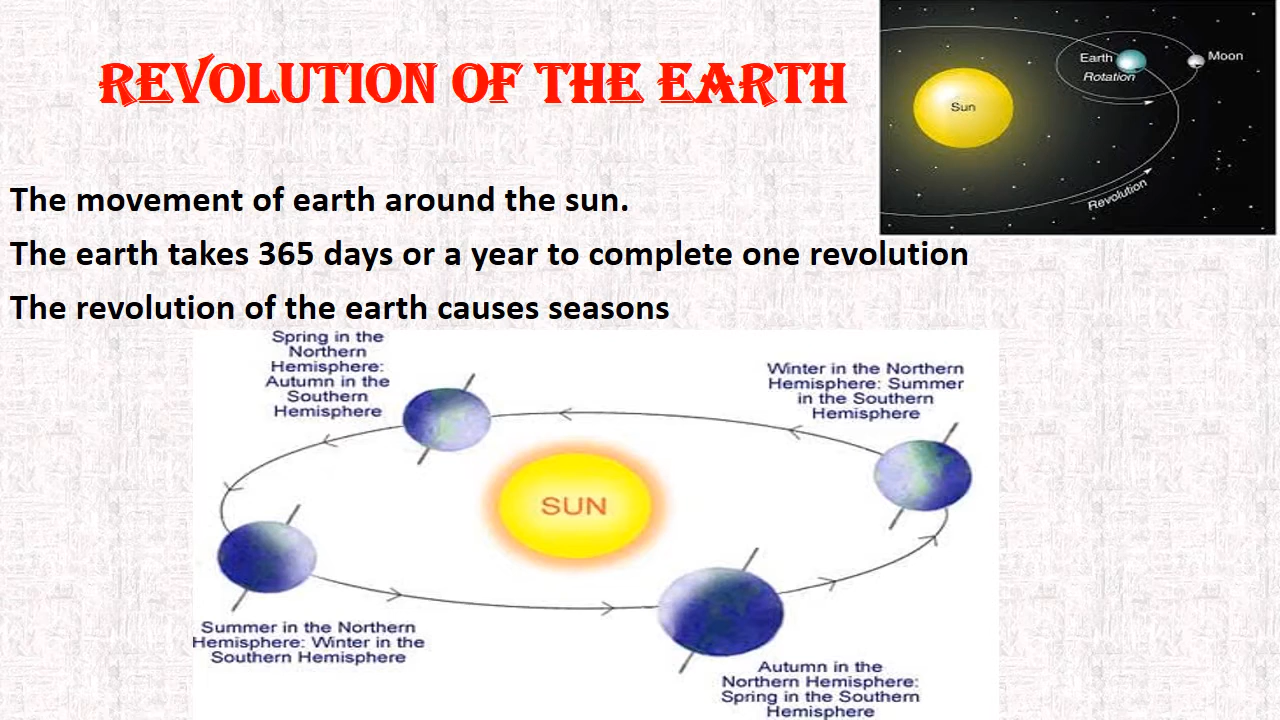 REVOLUTION OF THE EARTH
Earth
Moon
Rotation
Sun
Revolution
The movement of earth around the sun.
The earth takes 365 days or a year to complete one revolution
The revolution of the earth causes seasons
Spring in the
Northern
Hemisphere:
Autumn in the
Southern
Hemisphere
Winter in the Northern
Hemisphere: Summer
in the Southern
Hemisphere
SUN
Summer in the Northern
Hemisphere: Winter in the
Southern Hemisphere
Autumn in the
Northern Hemisphere:
Spring in the Southern
Hemisphere